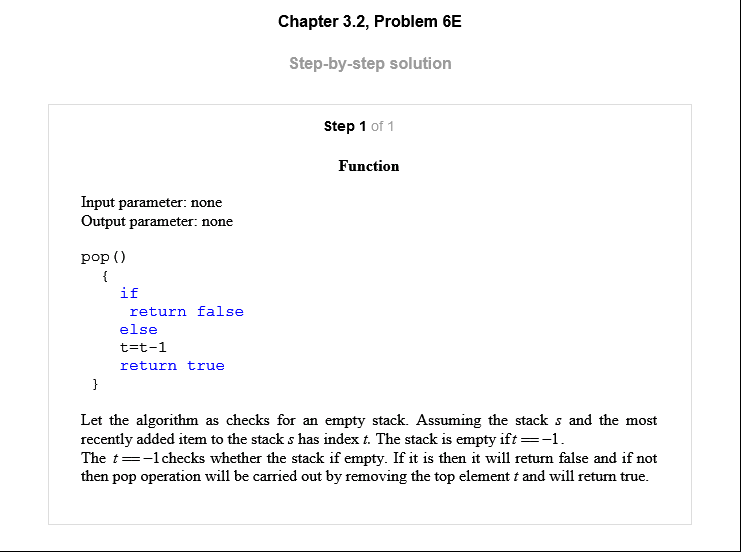 Chapter 3.2, Problem 6E
Step-by-step solution
Step 1 of 1
Function
Input parameter: none
Output parameter: none
pop()
{
if
return false
else
t=t-1
return true
}
Let the algorithm as checks for an empty stack. Assuming the stack s and the most
recently added item to the stack s has index t. The stack is empty if t == −1.
The t == −1 checks whether the stack if empty. If it is then it will return false and if not
then pop operation will be carried out by removing the top element t and will return true.